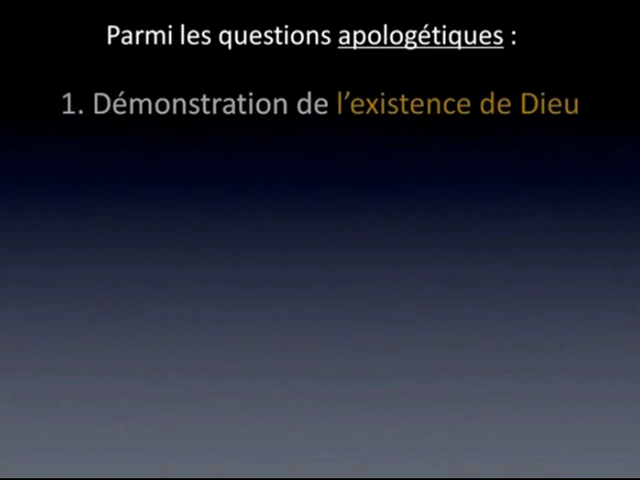 Parmi les questions apologétiques :
1. Démonstration de l’existence de Dieu